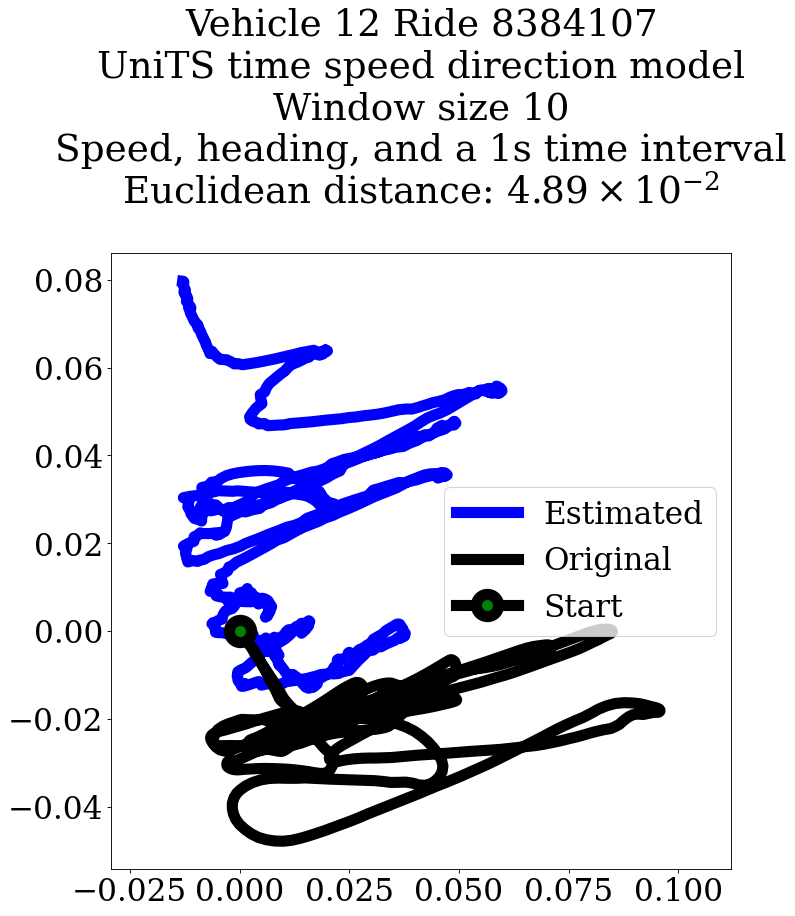 Vehicle 12 Ride 8384107
UniTS time speed direction model
Window size 10
Speed, heading, and a 1s time interval
Euclidean distance: 4.89 × 10⁻²
0.08
0.06
0.04
0.02
0.00
−0.02
−0.04
Estimated
Original
Start
−0.025 0.000 0.025 0.050 0.075 0.100